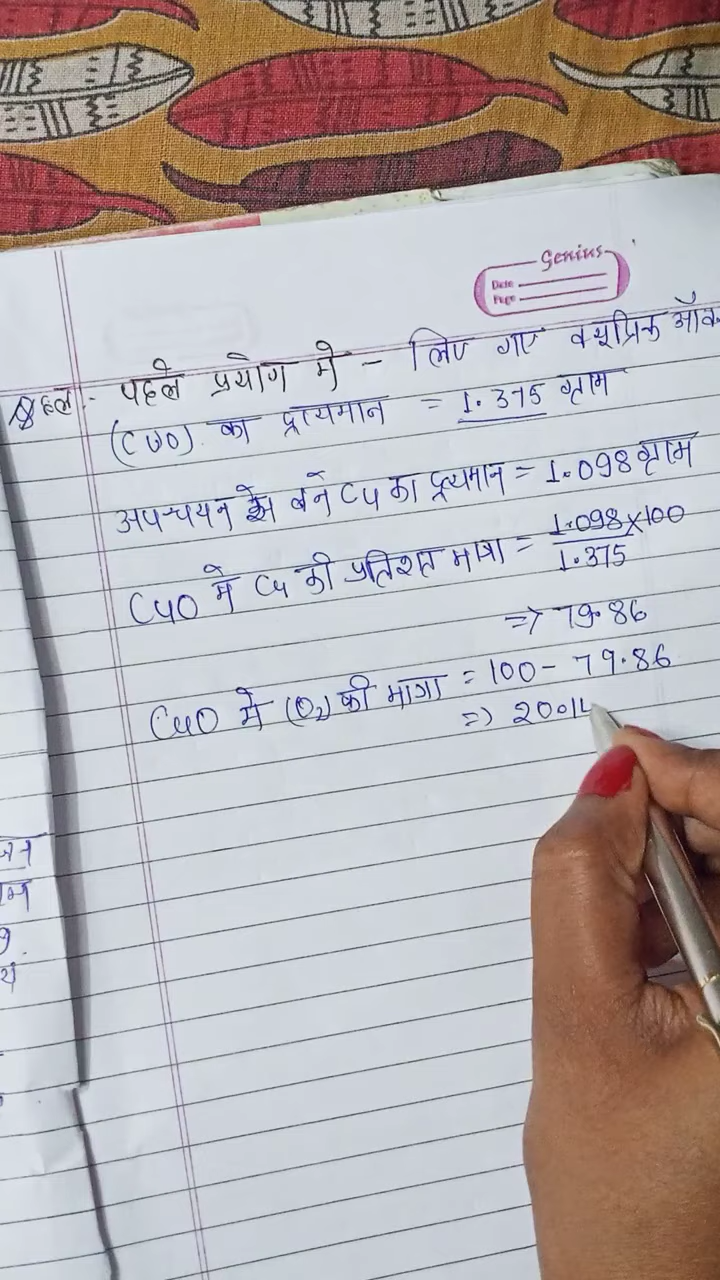 Genius
Date
Page
हल:- पहले प्रयोग में - लिए गए क्यूप्रिक ऑक
(CuO) का द्रव्यमान = 1.375 ग्राम
अपचयन से बने Cu का द्रव्यमान = 1.098 ग्राम
CuO में Cu की प्रतिशत मात्रा = 1.098×100
1.375
=> 79.86
CuO में (O₂) की मात्रा = 100 - 79.86
=> 20.14